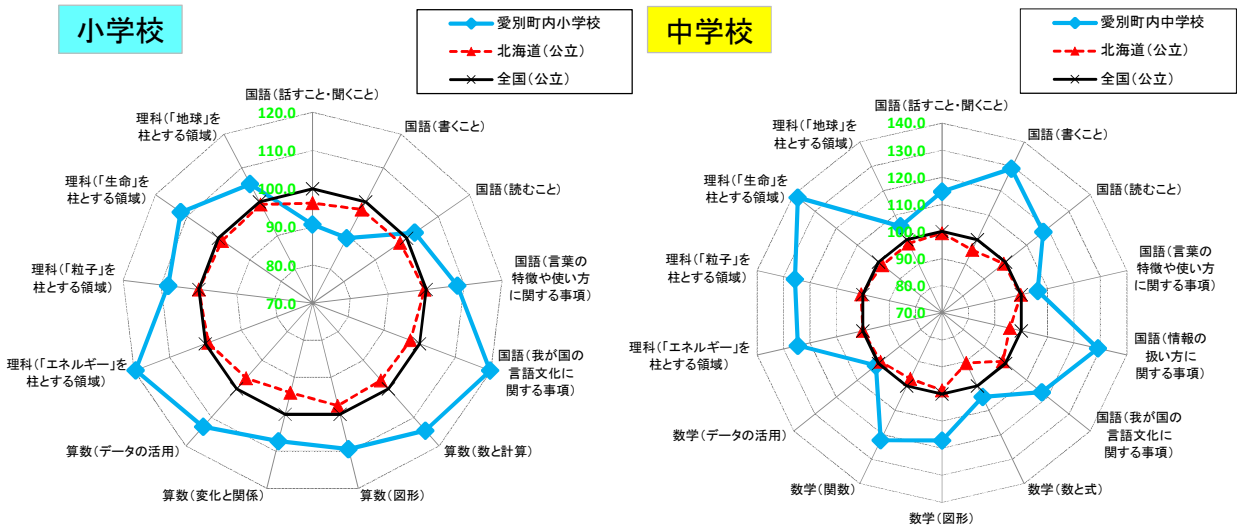 小学校
愛別町内小学校
北海道(公立)
全国(公立)
国語(話すこと・聞くこと)
国語(書くこと)
国語(読むこと)
国語(言葉の
特徴や使い方
に関する事項)
国語(我が国の
言語文化に
関する事項)
算数(数と計算)
算数(図形)
算数(変化と関係)
算数(データの活用)
理科(「エネルギー」を
柱とする領域)
理科(「粒子」を
柱とする領域)
理科(「生命」を
柱とする領域)
理科(「地球」を
柱とする領域)
120.0
110.0
100.0
90.0
80.0
70.0
中学校
愛別町内中学校
北海道(公立)
全国(公立)
国語(話すこと・聞くこと)
国語(書くこと)
国語(読むこと)
国語(言葉の
特徴や使い方
に関する事項)
国語(情報の
扱い方に
関する事項)
国語(我が国の
言語文化に
関する事項)
数学(数と式)
数学(図形)
数学(関数)
数学(データの活用)
理科(「エネルギー」を
柱とする領域)
理科(「粒子」を
柱とする領域)
理科(「生命」を
柱とする領域)
理科(「地球」を
柱とする領域)
140.0
130.0
120.0
110.0
100.0
90.0
80.0
70.0